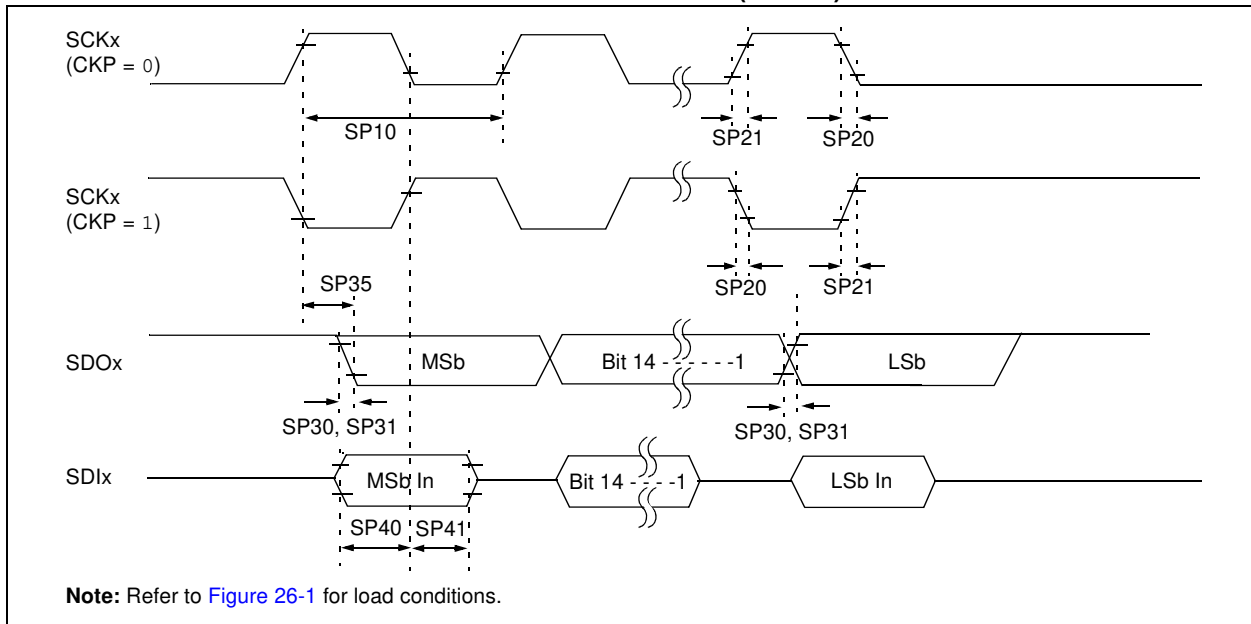 SCKx
(CKP = 0)
SP10
SP21
SP20
SCKx
(CKP = 1)
SP35
SP20
SP21
SDOx
MSb
Bit 14 - - - - - -1
LSb
SP30, SP31
SP30, SP31
SDIx
MSb In
Bit 14 - - - -1
LSb In
SP40
SP41
Note: Refer to Figure 26-1 for load conditions.